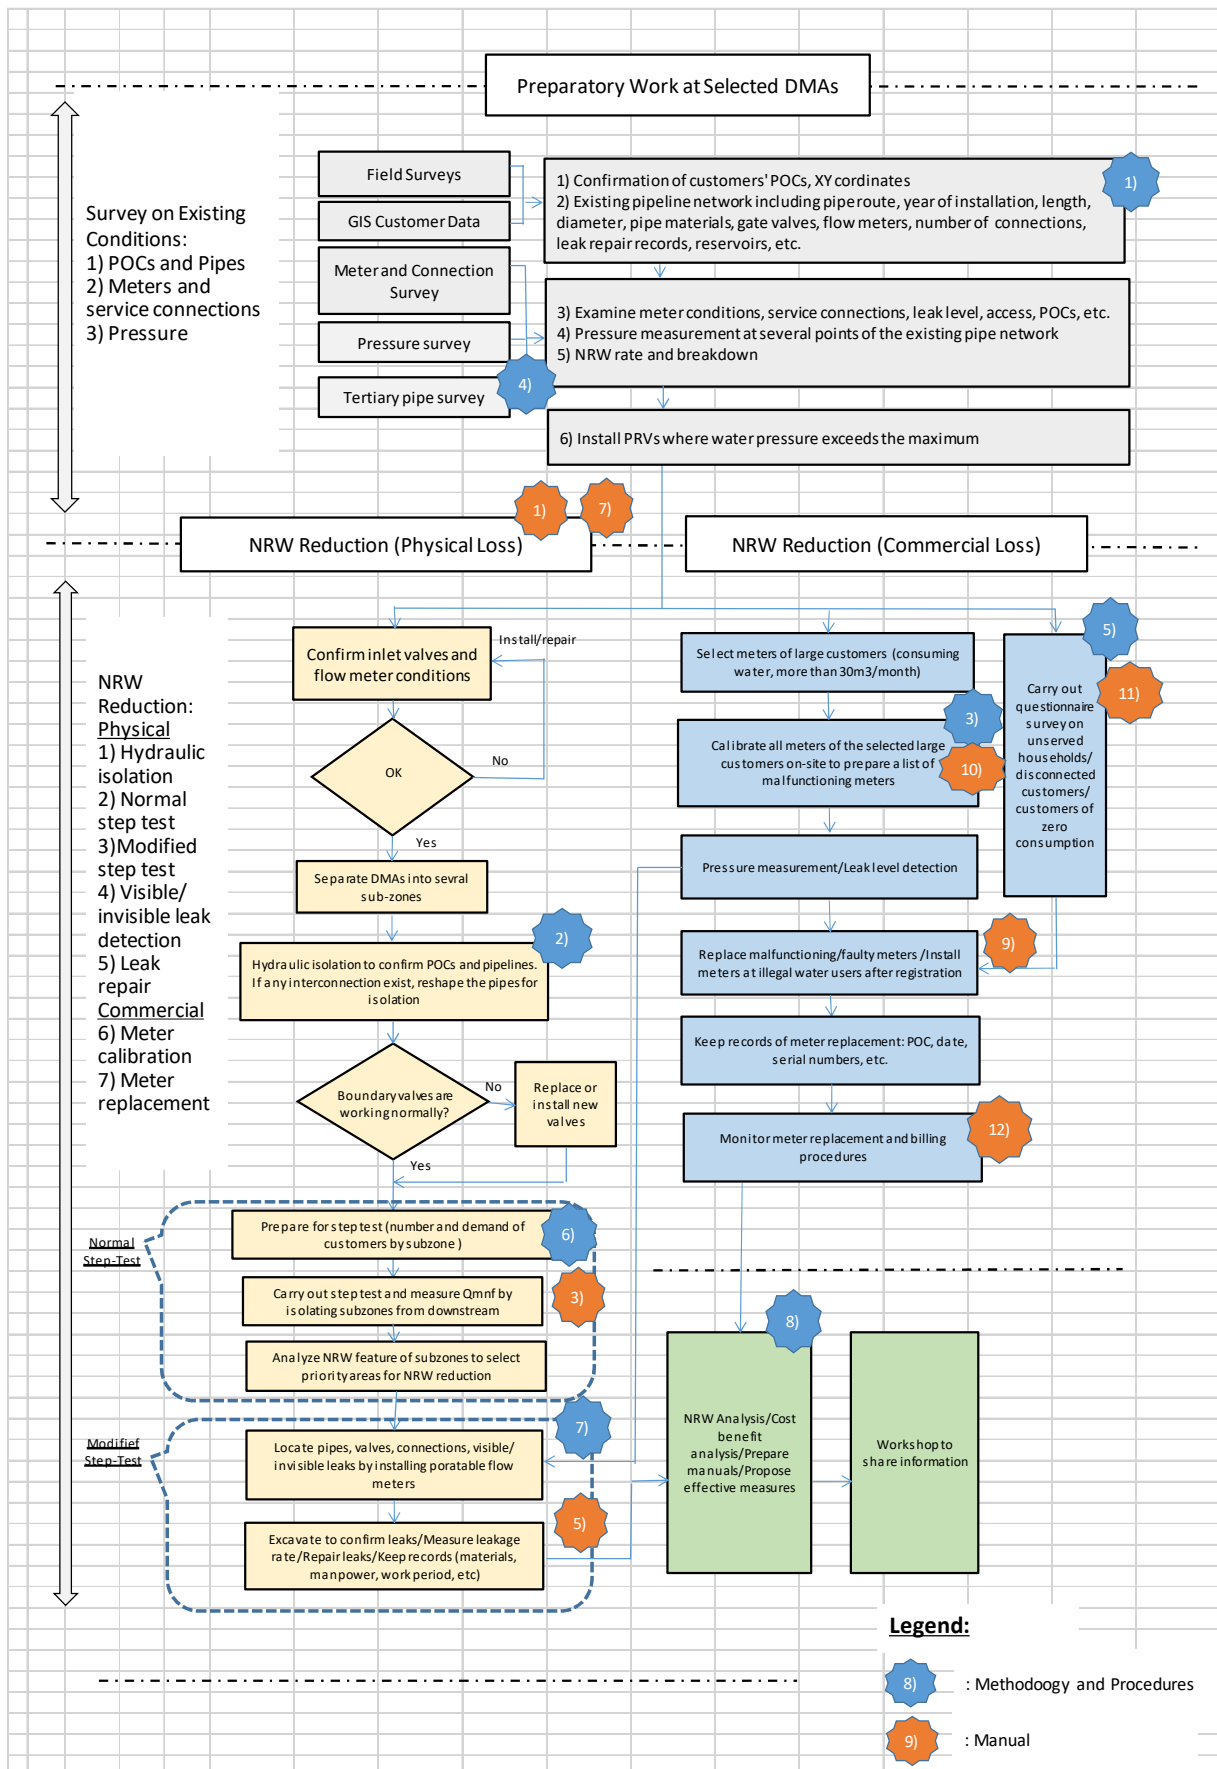 Preparatory Work at Selected DMAs
Survey on Existing
Conditions:
1) POCs and Pipes
2) Meters and
service connections
3) Pressure
Field Surveys
GIS Customer Data
Meter and Connection
Survey
Pressure survey
Tertiary pipe survey
4)
1) Confirmation of customers' POCs, XY cordinates
2) Existing pipeline network including pipe route, year of installation, length,
diameter, pipe materials, gate valves, flow meters, number of connections,
leak repair records, reservoirs, etc.
1)
3) Examine meter conditions, service connections, leak level, access, POCs, etc.
4) Pressure measurement at several points of the existing pipe network
5) NRW rate and breakdown
6) Install PRVs where water pressure exceeds the maximum
1)
7)
NRW Reduction (Physical Loss)
NRW Reduction (Commercial Loss)
NRW
Reduction:
Physical
1) Hydraulic
isolation
2) Normal
step test
3)Modified
step test
4) Visible/
invisible leak
detection
5) Leak
repair
Commercial
6) Meter
calibration
7) Meter
replacement
Install/repair
Confirm inlet valves and
flow meter conditions
OK
No
Yes
Separate DMAs into sevral
sub-zones
2)
Hydraulic isolation to confirm POCs and pipelines.
If any interconnection exist, reshape the pipes for
isolation
Boundary valves are
working normally?
No
Replace or
install new
valves
Yes
Normal
Step-Test
Prepare for step test (number and demand of
customers by subzone )
6)
Carry out step test and measure Qmnf by
isolating subzones from downstream
3)
Analyze NRW feature of subzones to select
priority areas for NRW reduction
Modifief
Step-Test
7)
Locate pipes, valves, connections, visible/
invisible leaks by installing poratable flow
meters
5)
Excavate to confirm leaks/Measure leakage
rate/Repair leaks/Keep records (materials,
manpower, work period, etc)
Select meters of large customers (consuming
water, more than 30m3/month)
3)
Calibrate all meters of the selected large
customers on-site to prepare a list of
malfunctioning meters
10)
Pressure measurement/Leak level detection
9)
Replace malfunctioning/faulty meters /Install
meters at illegal water users after registration
Keep records of meter replacement: POC, date,
serial numbers, etc.
12)
Monitor meter replacement and billing
procedures
5)
11)
Carry out
questionnaire
survey on
unserved
households/
disconnected
customers/
customers of
zero
consumption
8)
NRW Analysis/Cost
benefit
analysis/Prepare
manuals/Propose
effective measures
Workshop to
share information
Legend:
8)
: Methodoogy and Procedures
9)
: Manual